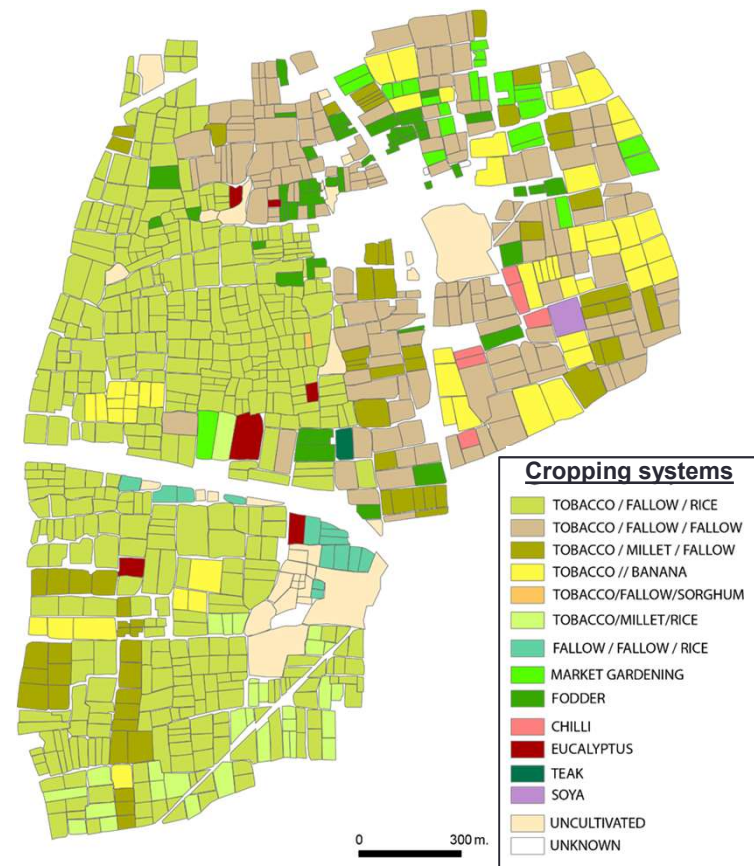 Cropping systems
TOBACCO / FALLOW / RICE
TOBACCO / FALLOW / FALLOW
TOBACCO / MILLET / FALLOW
TOBACCO // BANANA
TOBACCO/FALLOW/SORGHUM
TOBACCO/MILLET/RICE
FALLOW / FALLOW / RICE
MARKET GARDENING
FODDER
CHILLI
EUCALYPTUS
TEAK
SOYA
UNCULTIVATED
UNKNOWN
0 300 m.